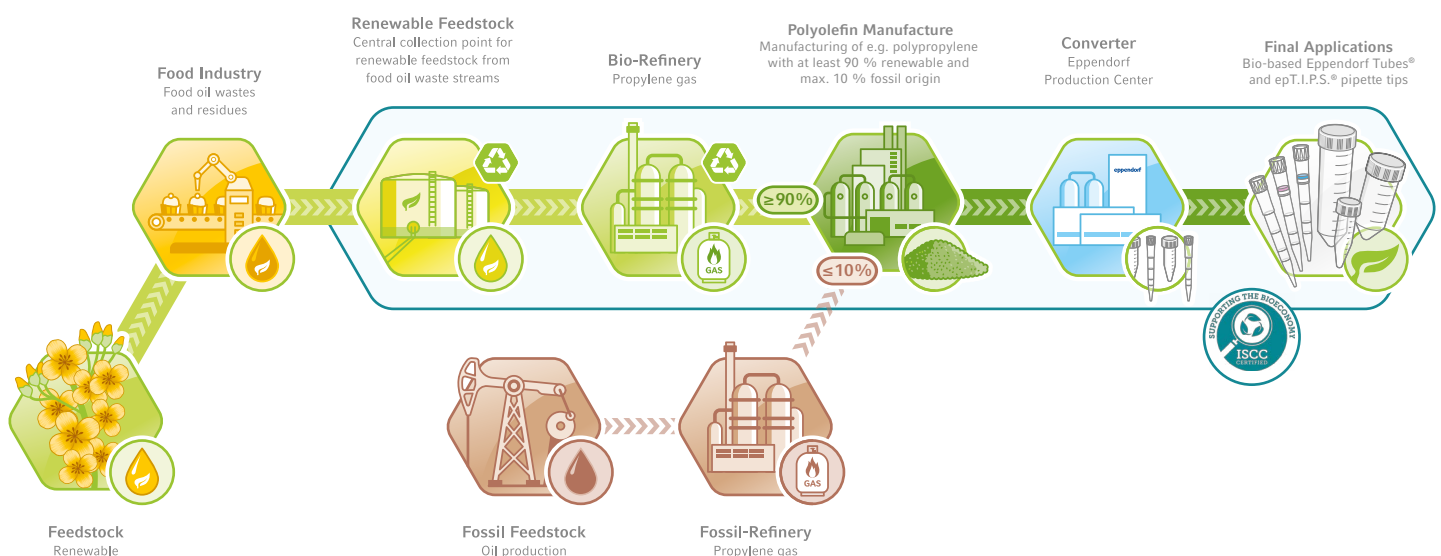 Food Industry
Food oil wastes
and residues
Renewable Feedstock
Central collection point for
renewable feedstock from
food oil waste streams
Bio-Refinery
Propylene gas
Polyolefin Manufacture
Manufacturing of e.g. polypropylene
with at least 90 % renewable and
max. 10 % fossil origin
Converter
Eppendorf
Production Center
Final Applications
Bio-based Eppendorf Tubes®
and epT.I.P.S.® pipette tips
eppendorf
≥90%
GAS
≤10%
SUPPORTING THE BIOECONOMY
ISCC
CERTIFIED
GAS
Feedstock
Renewable
Fossil Feedstock
Oil production
Fossil-Refinery
Propylene gas